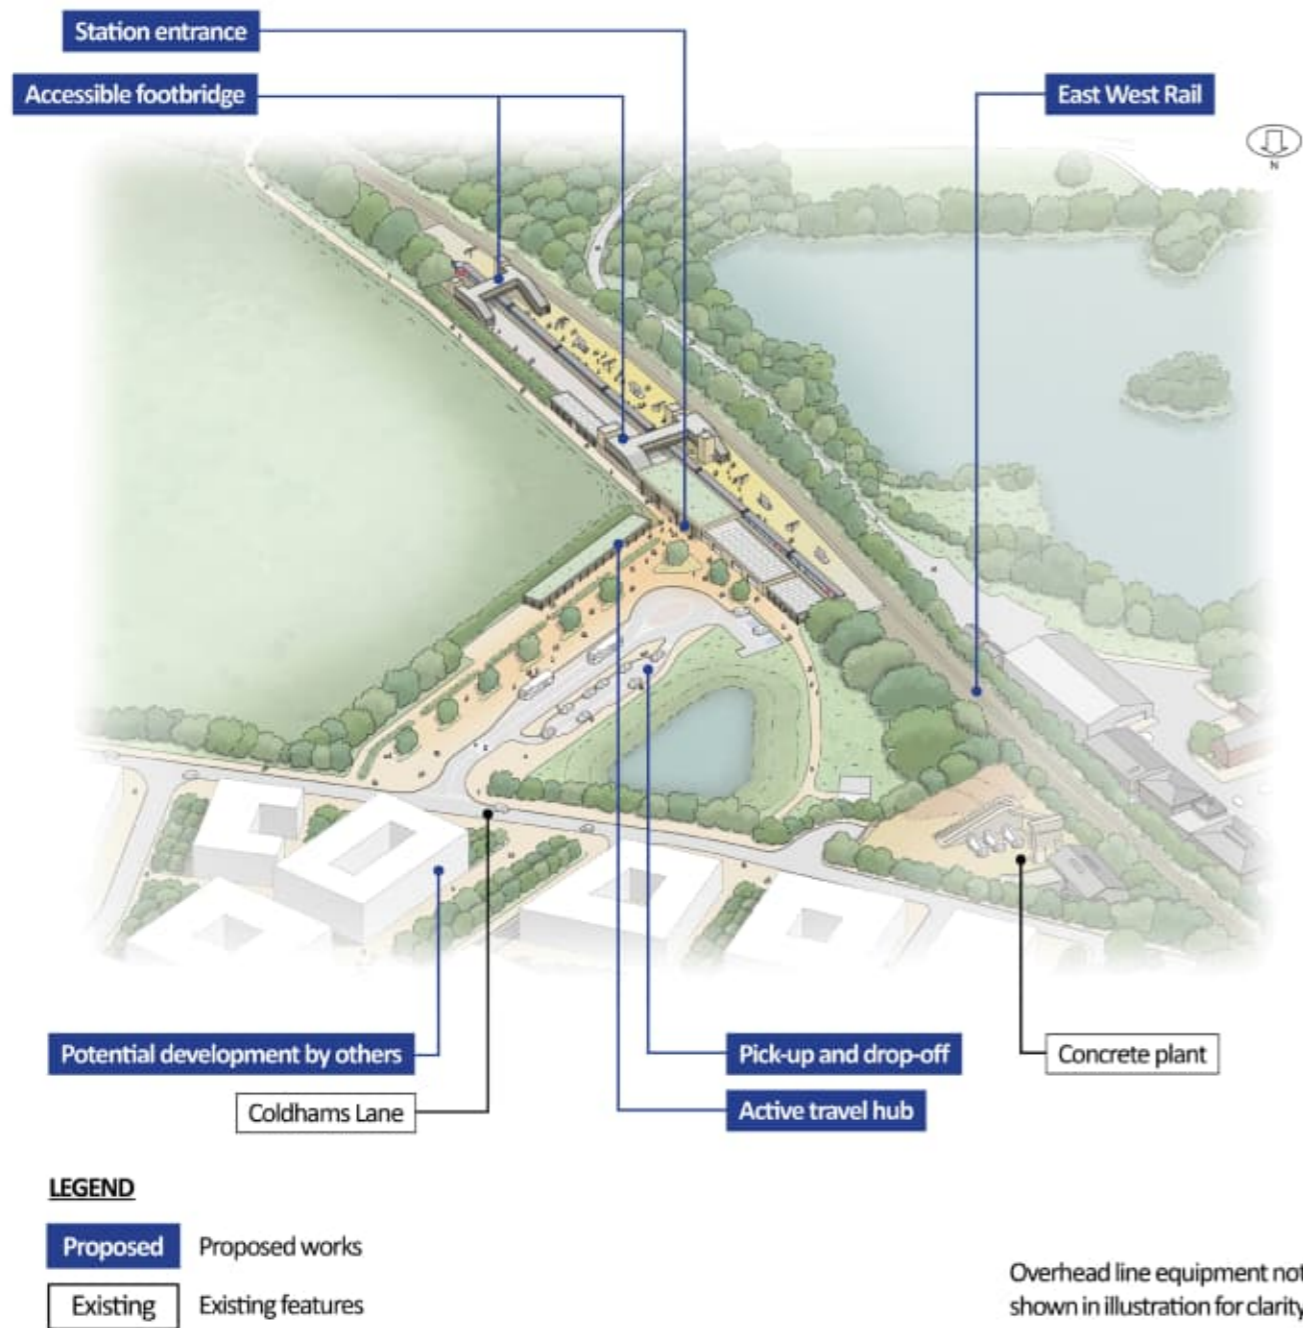 Station entrance
Accessible footbridge
East West Rail
N
Potential development by others
Pick-up and drop-off
Concrete plant
Coldhams Lane
Active travel hub
LEGEND
Proposed Proposed works
Existing Existing features
Overhead line equipment not
shown in illustration for clarity